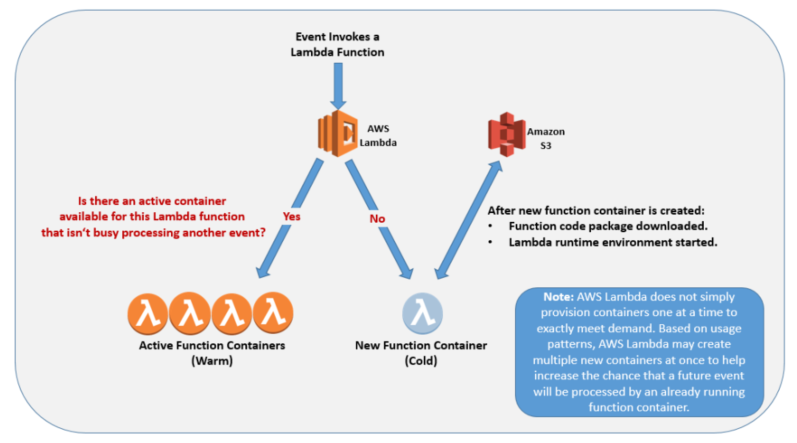 Event Invokes a
Lambda Function
AWS
Lambda
Amazon
S3
Is there an active container
available for this Lambda function
that isn't busy processing another event?
Yes
No
After new function container is created:
• Function code package downloaded.
• Lambda runtime environment started.
λ λ λ λ
λ
Active Function Containers
(Warm)
New Function Container
(Cold)
Note: AWS Lambda does not simply
provision containers one at a time to
exactly meet demand. Based on usage
patterns, AWS Lambda may create
multiple new containers at once to help
increase the chance that a future event
will be processed by an already running
function container.